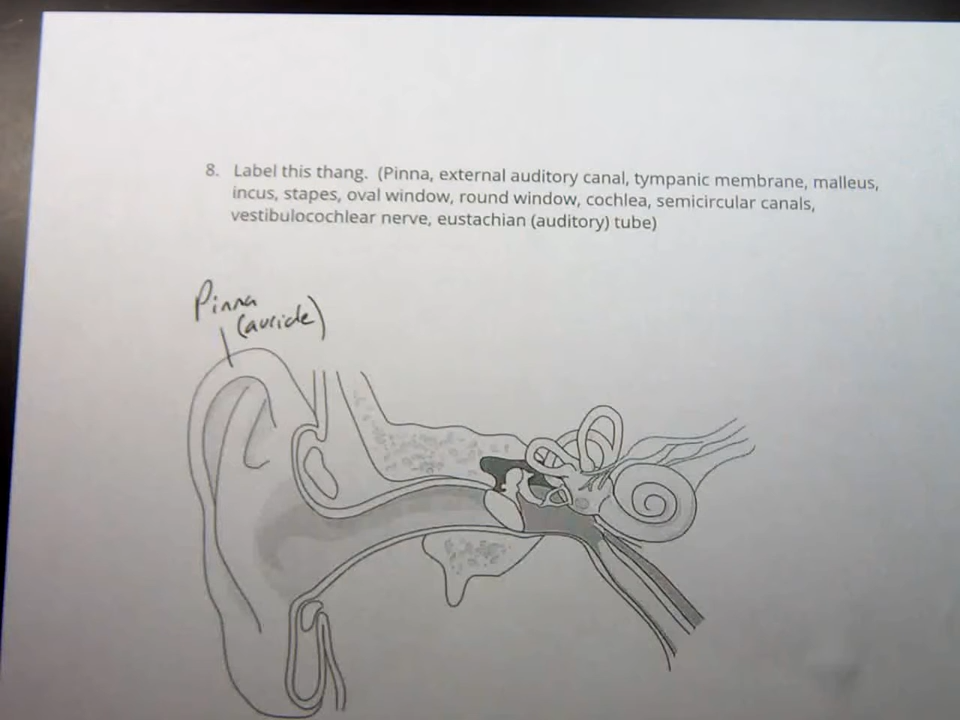 8. Label this thang. (Pinna, external auditory canal, tympanic membrane, malleus,
incus, stapes, oval window, round window, cochlea, semicircular canals,
vestibulocochlear nerve, eustachian (auditory) tube)
Pinna
(auricle)